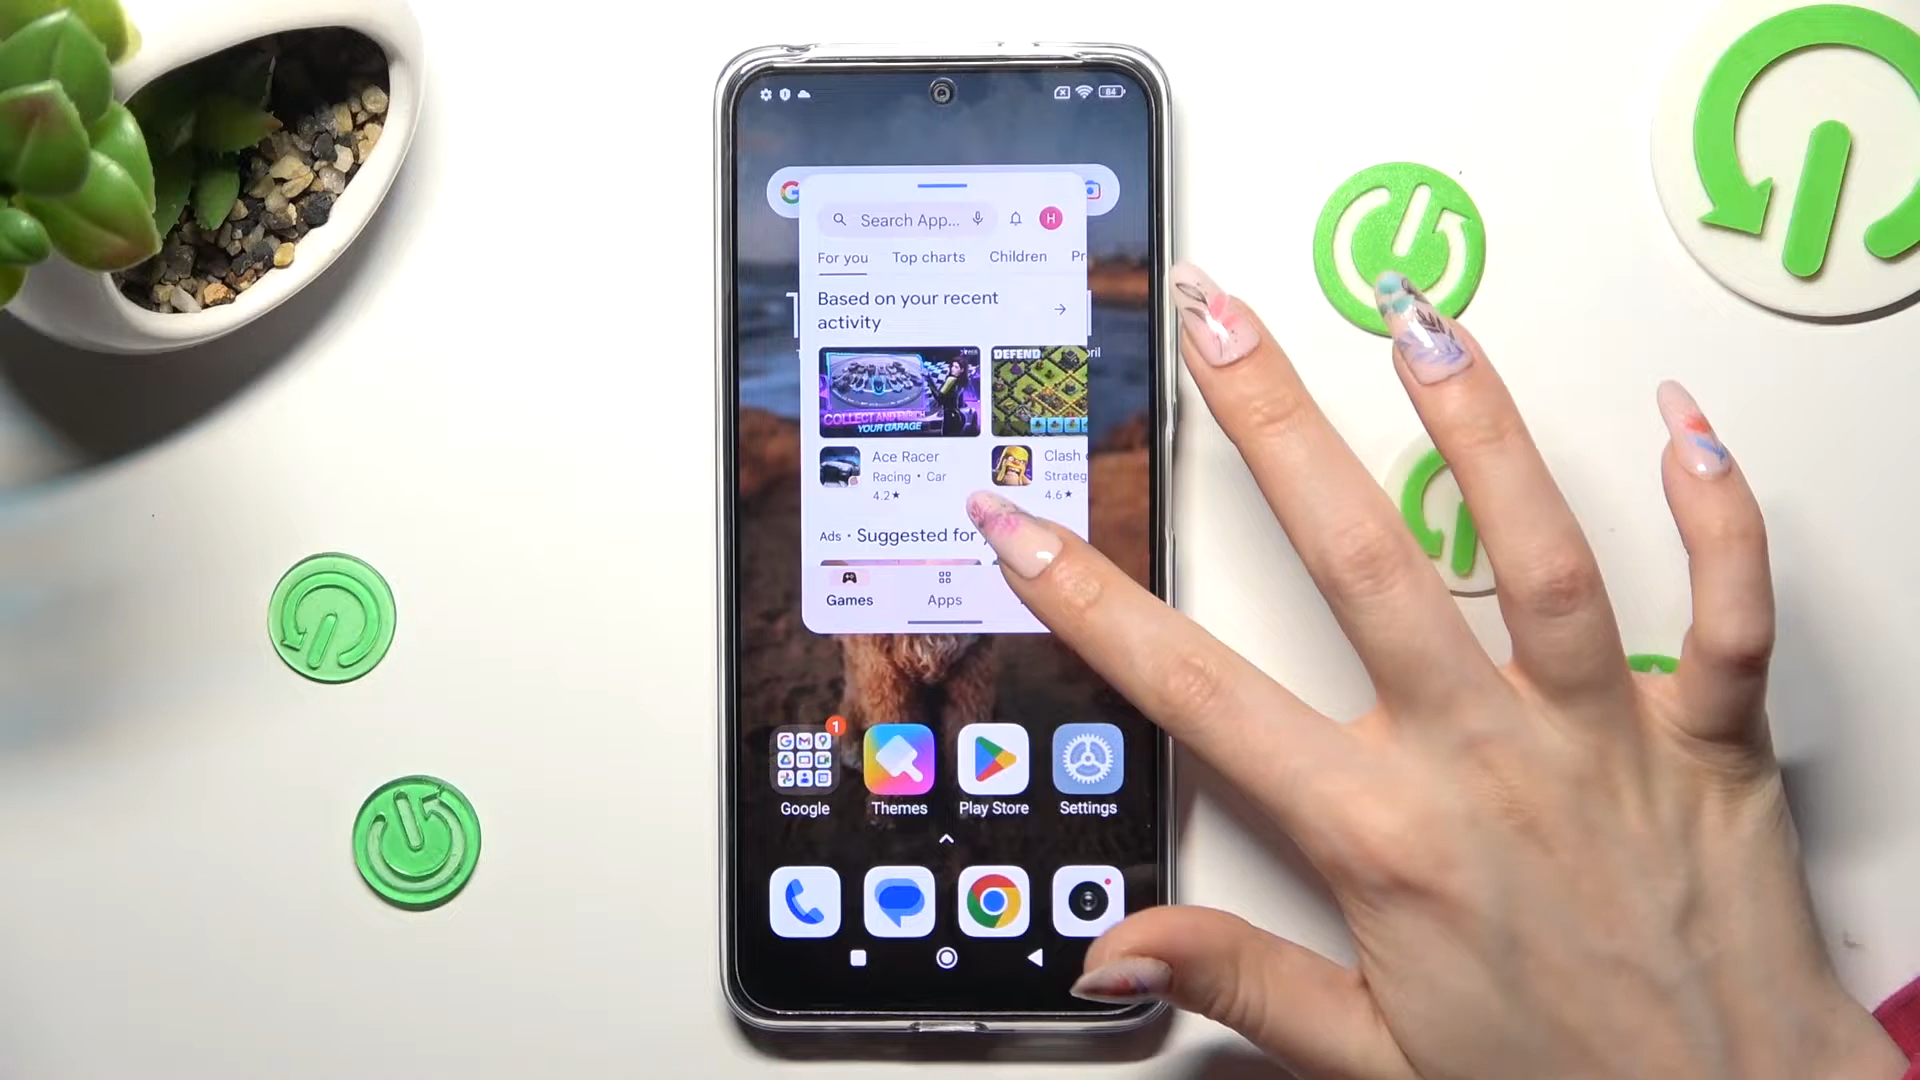 84
Search App...
H
For you Top charts Children Pr
Based on your recent
activity
COLLECT AND ENRICH
YOUR GARAGE
DEFEND
Ace Racer
Racing • Car
4.2★
Clash
Strateg
4.6★
Ads • Suggested for
Games Apps
1
Google Themes Play Store Settings